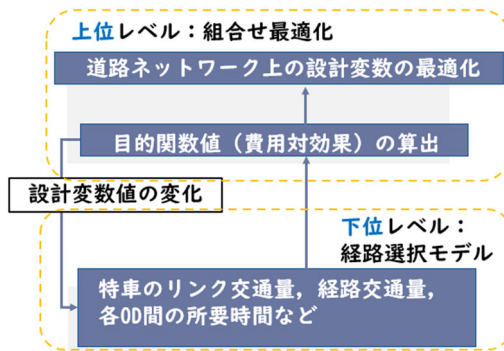 上位レベル：組合せ最適化
道路ネットワーク上の設計変数の最適化
目的関数値（費用対効果）の算出
設計変数値の変化
下位レベル：
経路選択モデル
特車のリンク交通量，経路交通量，
各OD間の所要時間など